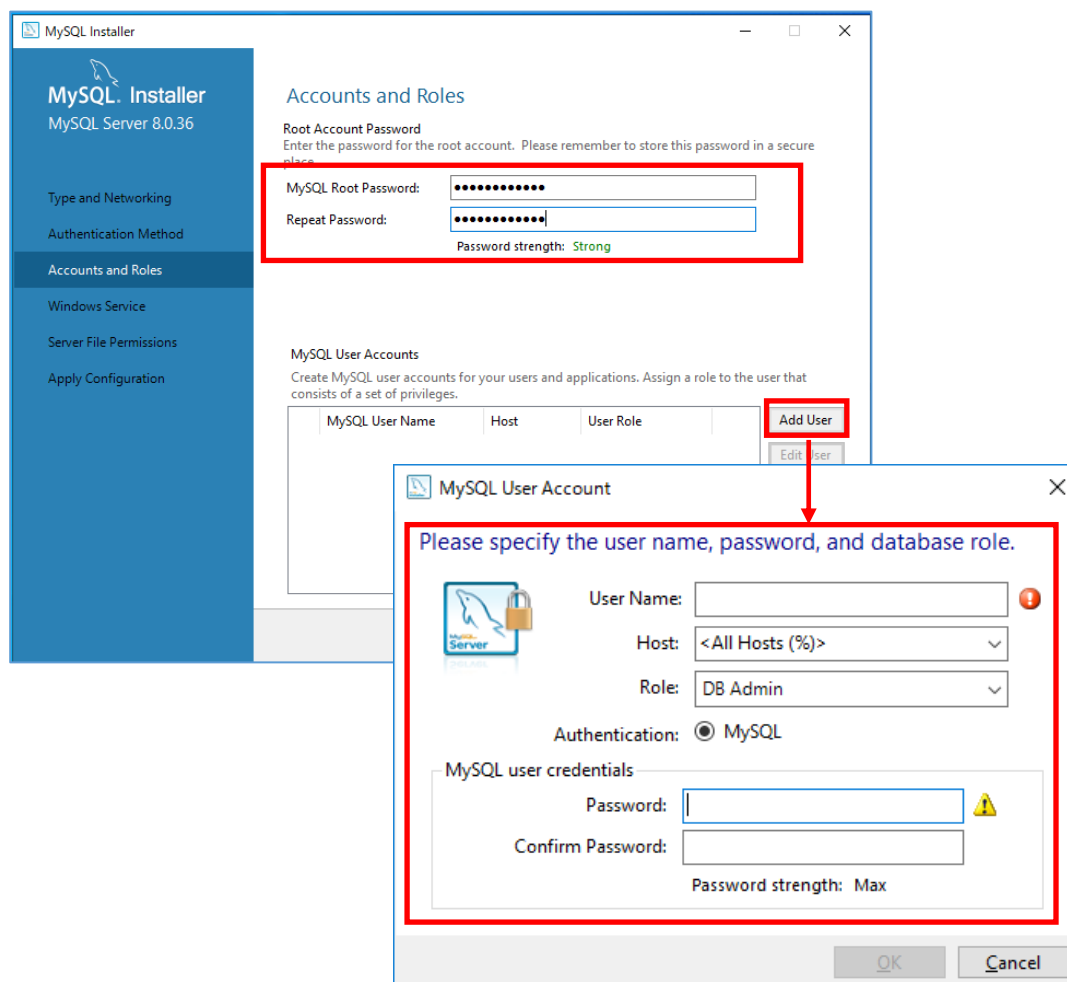 MySQL Installer
MySQL. Installer
MySQL Server 8.0.36
Type and Networking
Authentication Method
Accounts and Roles
Windows Service
Server File Permissions
Apply Configuration
Accounts and Roles
Root Account Password
Enter the password for the root account. Please remember to store this password in a secure
place.
MySQL Root Password: ●●●●●●●●●●●●
Repeat Password: ●●●●●●●●●●●●
Password strength: Strong
MySQL User Accounts
Create MySQL user accounts for your users and applications. Assign a role to the user that
consists of a set of privileges.
MySQL User Name Host User Role
Add User
Edit User
MySQL User Account
Please specify the user name, password, and database role.
MySQL
Server
User Name:
Host: <All Hosts (%)>
Role: DB Admin
Authentication: MySQL
MySQL user credentials
Password:
Confirm Password:
Password strength: Max
OK Cancel